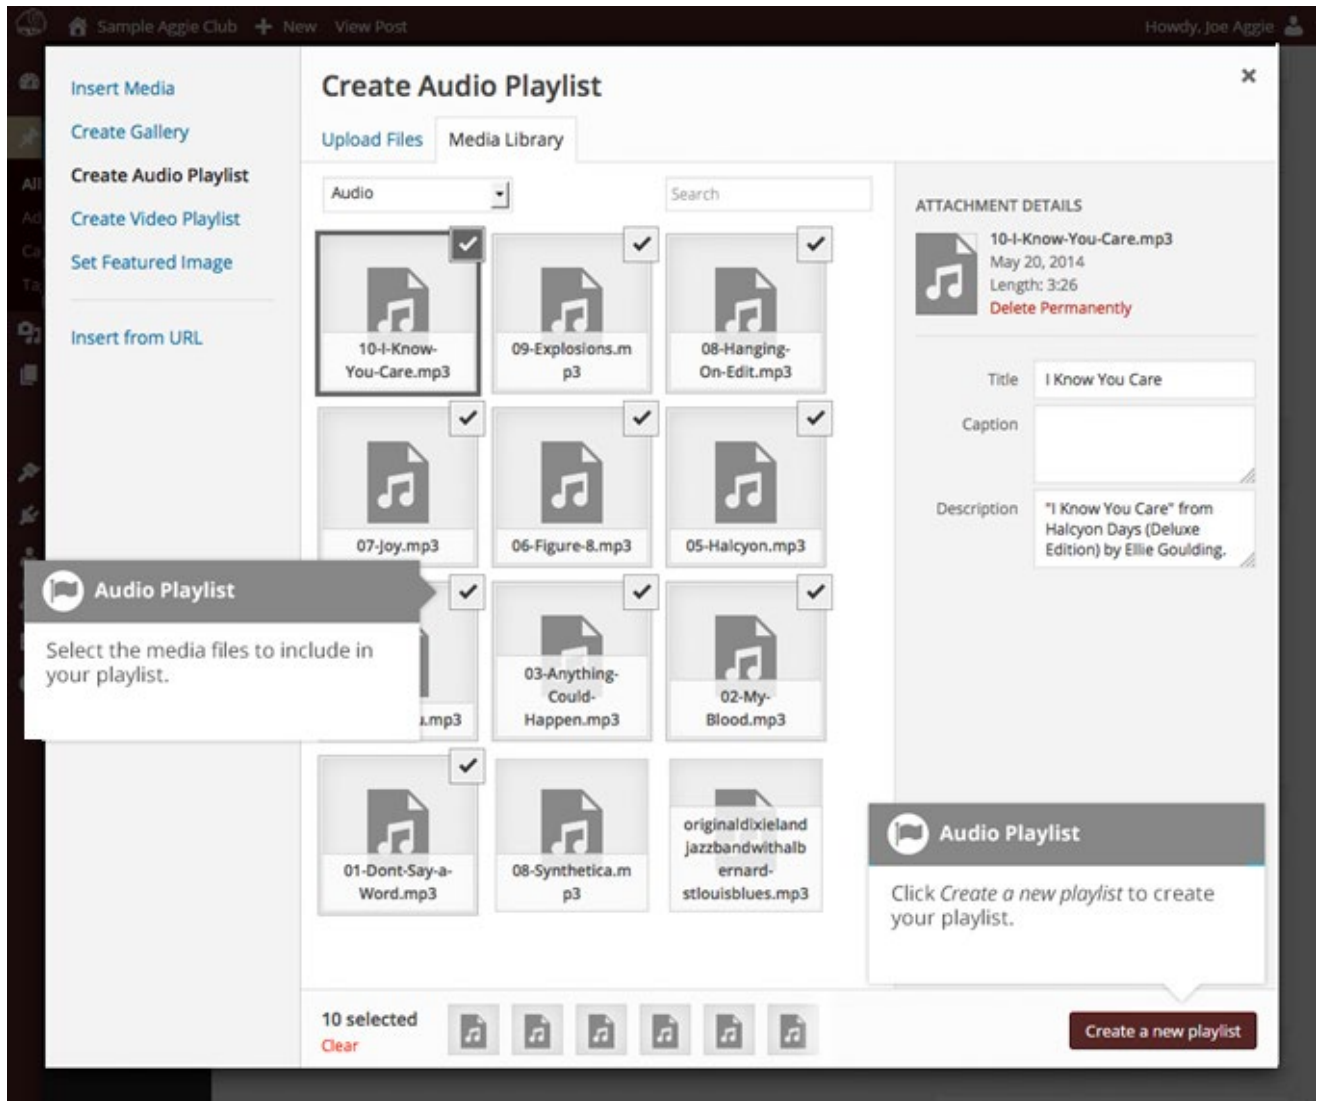 Sample Aggie Club
New
View Post
Howdy, Joe Aggie
All
Ad
Ca
Ta
Insert Media
Create Gallery
Create Audio Playlist
Create Video Playlist
Set Featured Image
Insert from URL
Create Audio Playlist
Upload Files
Media Library
Audio
Search
10-I-Know-
You-Care.mp3
09-Explosions.m
p3
08-Hanging-
On-Edit.mp3
07-Joy.mp3
06-Figure-8.mp3
05-Halcyon.mp3
u.mp3
03-Anything-
Could-
Happen.mp3
02-My-
Blood.mp3
01-Dont-Say-a-
Word.mp3
08-Synthetica.m
p3
originaldixieland
jazzbandwithalb
ernard-
stlouisblues.mp3
Audio Playlist
Select the media files to include in
your playlist.
ATTACHMENT DETAILS
10-I-Know-You-Care.mp3
May 20, 2014
Length: 3:26
Delete Permanently
Title
I Know You Care
Caption
Description
"I Know You Care" from
Halcyon Days (Deluxe
Edition) by Ellie Goulding.
Audio Playlist
Click Create a new playlist to create
your playlist.
10 selected
Clear
Create a new playlist